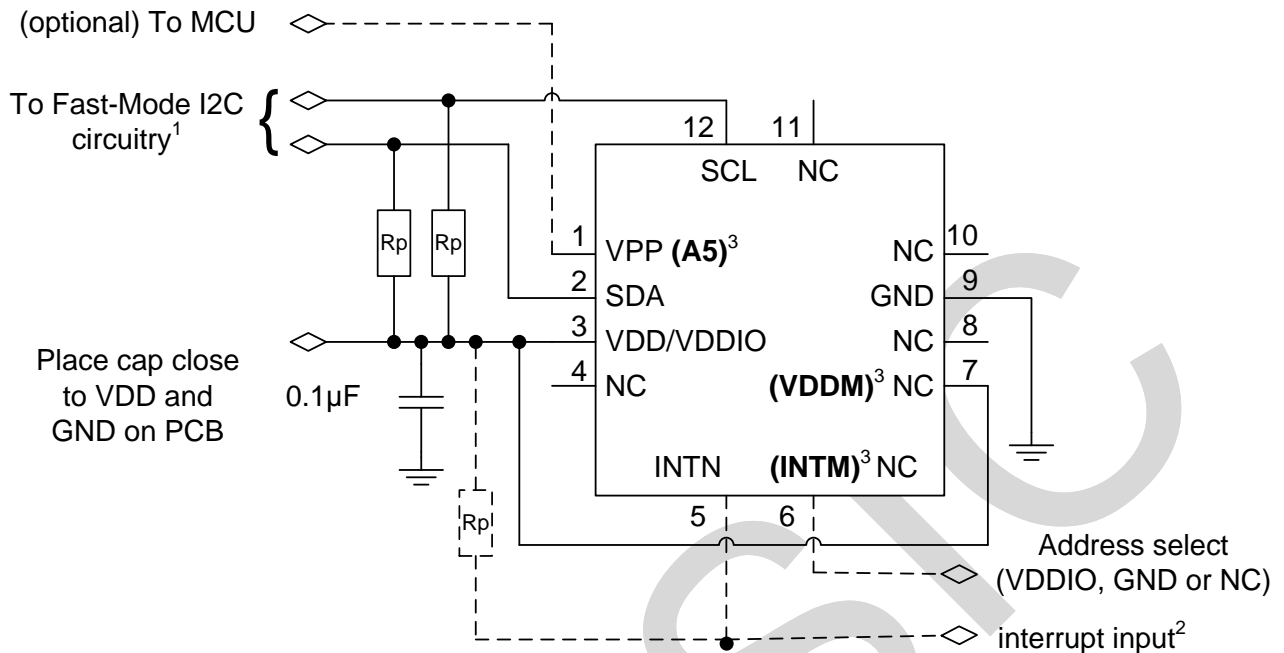 (optional) To MCU
To Fast-Mode I2C
circuitry¹
12
11
SCL
NC
Rp
Rp
1
VPP (A5)³
NC
10
2
SDA
GND
9
3
VDD/VDDIO
NC
8
4
NC
(VDDM)³ NC
7
Place cap close
to VDD and
GND on PCB
0.1µF
INTN
(INTM)³ NC
Rp
5
6
Address select
(VDDIO, GND or NC)
interrupt input²
SIC